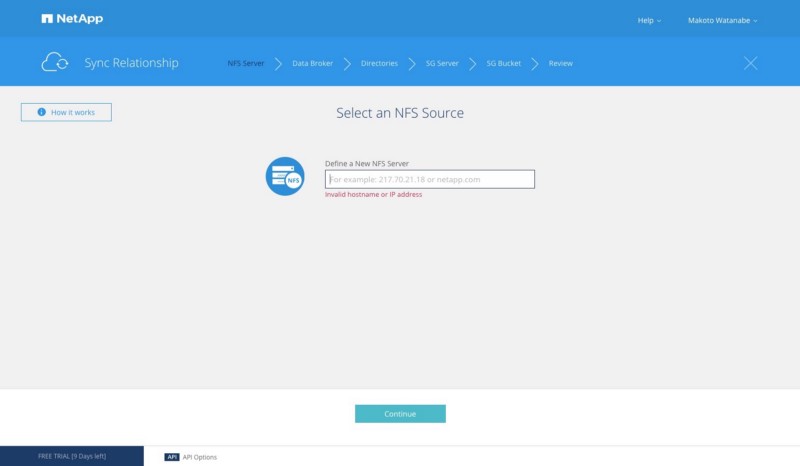 NetApp
Help
Makoto Watanabe
Sync Relationship
NFS Server
Data Broker
Directories
SG Server
SG Bucket
Review
How it works
Select an NFS Source
Define a New NFS Server
NFS
For example: 217.70.21.18 or netapp.com
Invalid hostname or IP address
Continue
FREE TRIAL [9 Days left]
API API Options